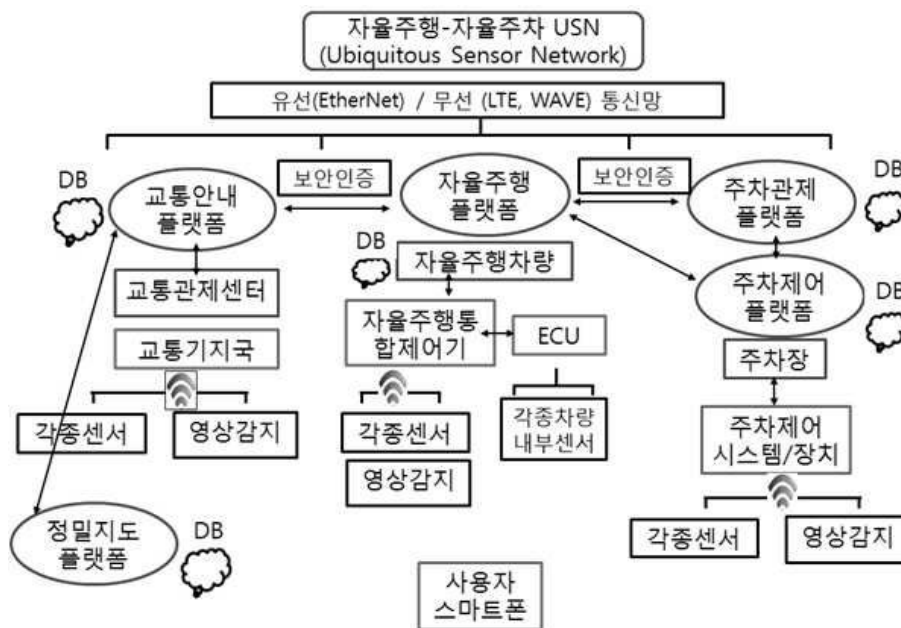 자율주행-자율주차 USN
(Ubiquitous Sensor Network)
유선(EtherNet) / 무선 (LTE, WAVE) 통신망
DB
교통안내
플랫폼
보안인증
자율주행
플랫폼
보안인증
주차관제
플랫폼
DB
교통관제센터
교통기지국
각종센서
영상감지
DB
자율주행차량
자율주행통
합제어기
ECU
각종센서
영상감지
각종차량
내부센서
주차제어
플랫폼
DB
주차장
주차제어
시스템/장치
각종센서
영상감지
정밀지도
플랫폼
DB
사용자
스마트폰